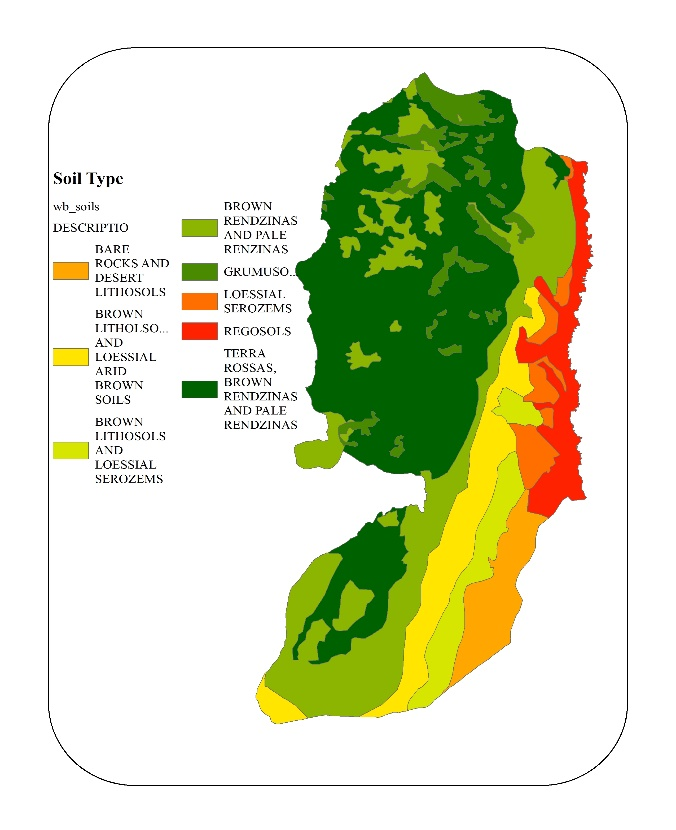 Soil Type
wb_soils
DESCRIPTIO
BARE
ROCKS AND
DESERT
LITHOSOLS
BROWN
LITHOLSO...
AND
LOESSIAL
ARID
BROWN
SOILS
BROWN
LITHOSOLS
AND
LOESSIAL
SEROZEMS
BROWN
RENDZINAS
AND PALE
RENZINAS
GRUMUSO...
LOESSIAL
SEROZEMS
REGOSOLS
TERRA
ROSSAS,
BROWN
RENDZINAS
AND PALE
RENDZINAS